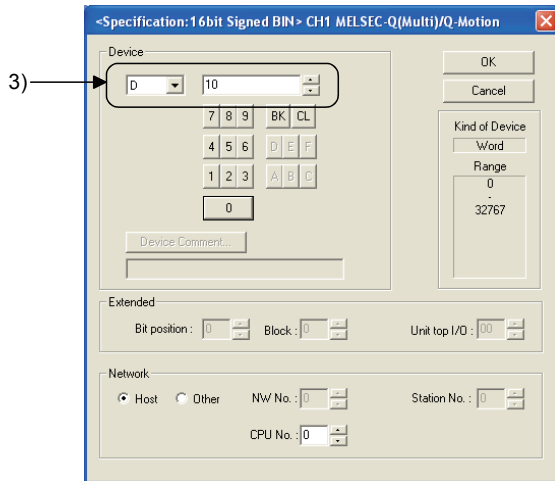 <Specification:16bit Signed BIN> CH1 MELSEC-Q(Multi)/Q-Motion
Device
3)
D
10
7 8 9 BK CL
4 5 6 D E F
1 2 3 A B C
0
Device Comment...
OK
Cancel
Kind of Device
Word
Range
0
-
32767
Extended
Bit position : 0 Block : 0 Unit top I/O : 00
Network
Host Other NW No. : 0 Station No. : 0
CPU No. : 0